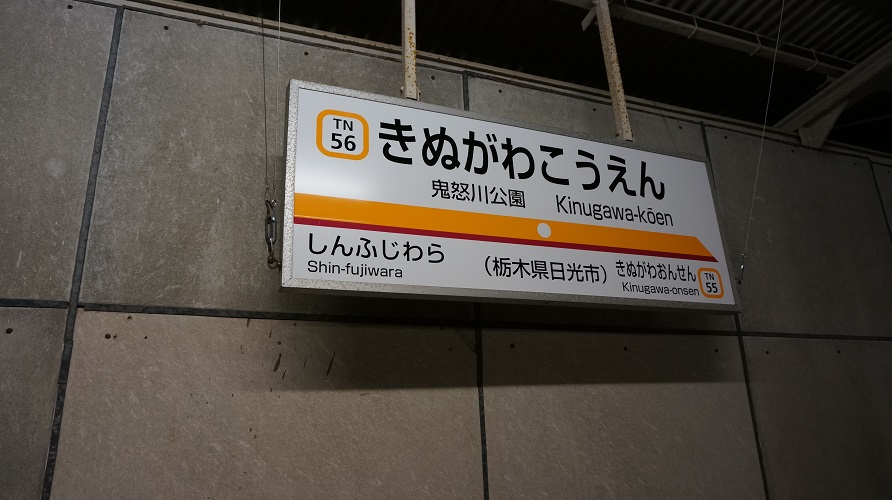 TN
56
きぬがわこうえん
鬼怒川公園 Kinugawa-kōen
しんふじわら
Shin-fujiwara
（栃木県日光市）
きぬがわおんせん
Kinugawa-onsen
TN
55